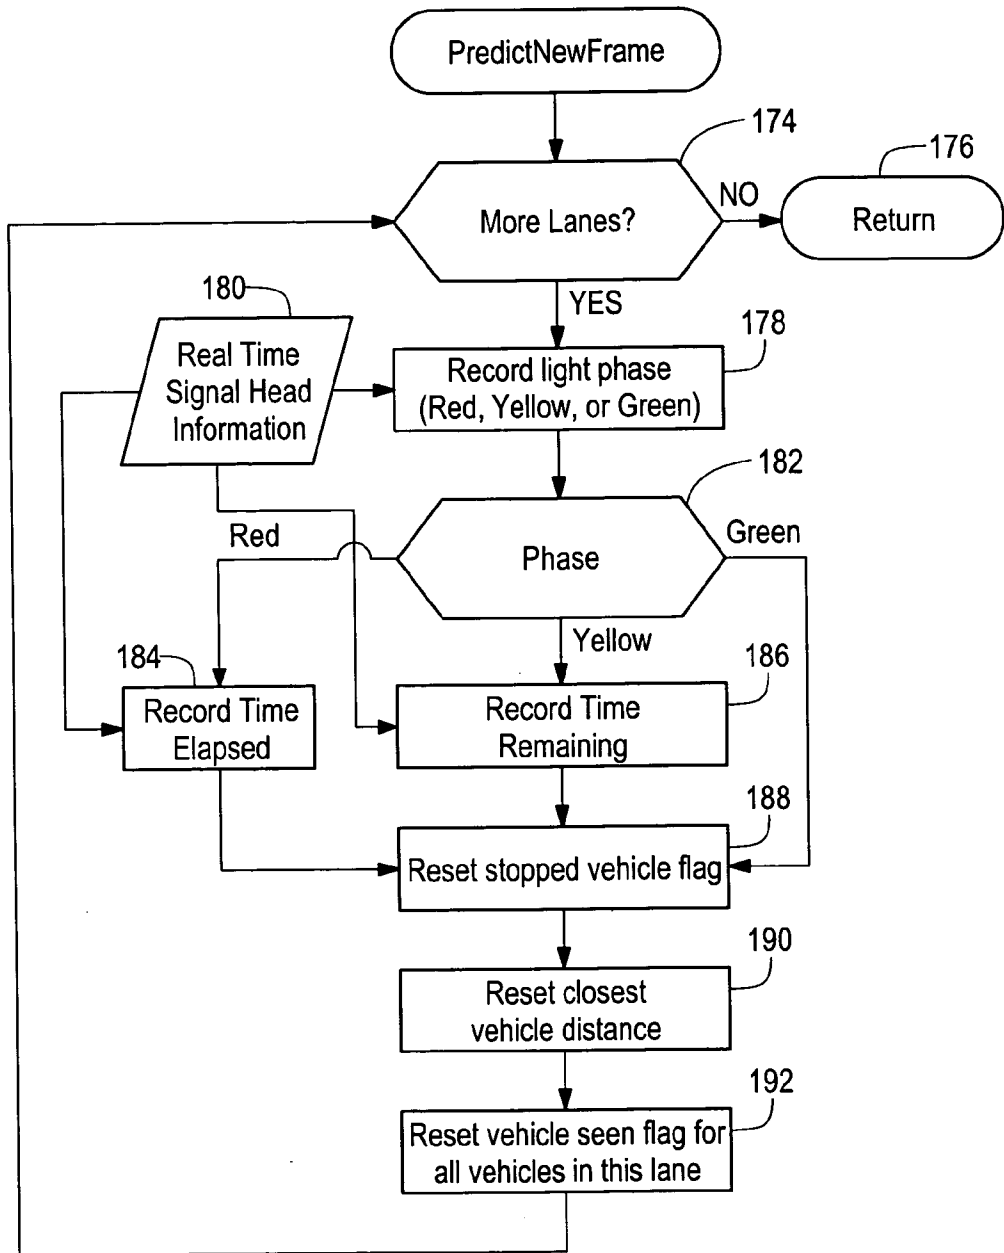 PredictNewFrame
174
176
More Lanes?
NO
Return
YES
180
178
Real Time
Signal Head
Information
Record light phase
(Red, Yellow, or Green)
182
Red
Phase
Green
Yellow
184
186
Record Time
Elapsed
Record Time
Remaining
188
Reset stopped vehicle flag
190
Reset closest
vehicle distance
192
Reset vehicle seen flag for
all vehicles in this lane